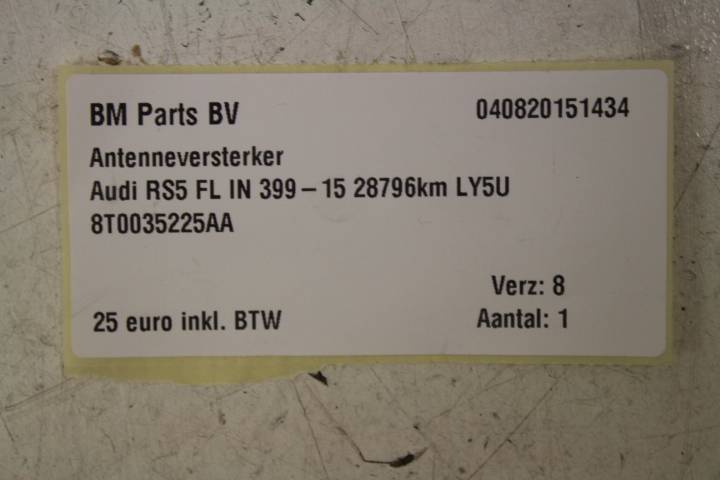 BM Parts BV 040820151434
Antenneversterker
Audi RS5 FL IN 399-15 28796km LY5U
8T0035225AA
Verz: 8
25 euro inkl. BTW Aantal: 1